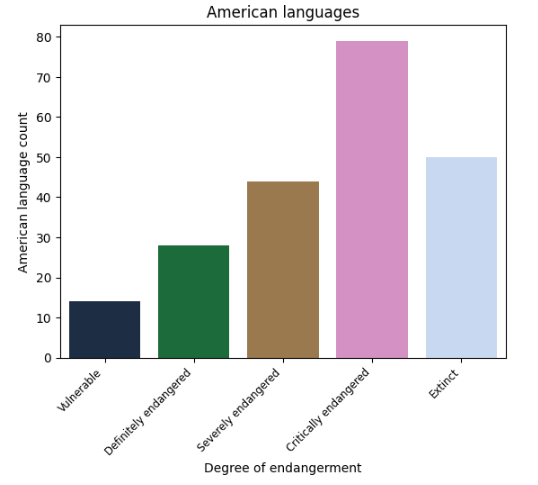 American languages
American language count
80
70
60
50
40
30
20
10
0
Vulnerable
Definitely endangered
Severely endangered
Critically endangered
Extinct
Degree of endangerment